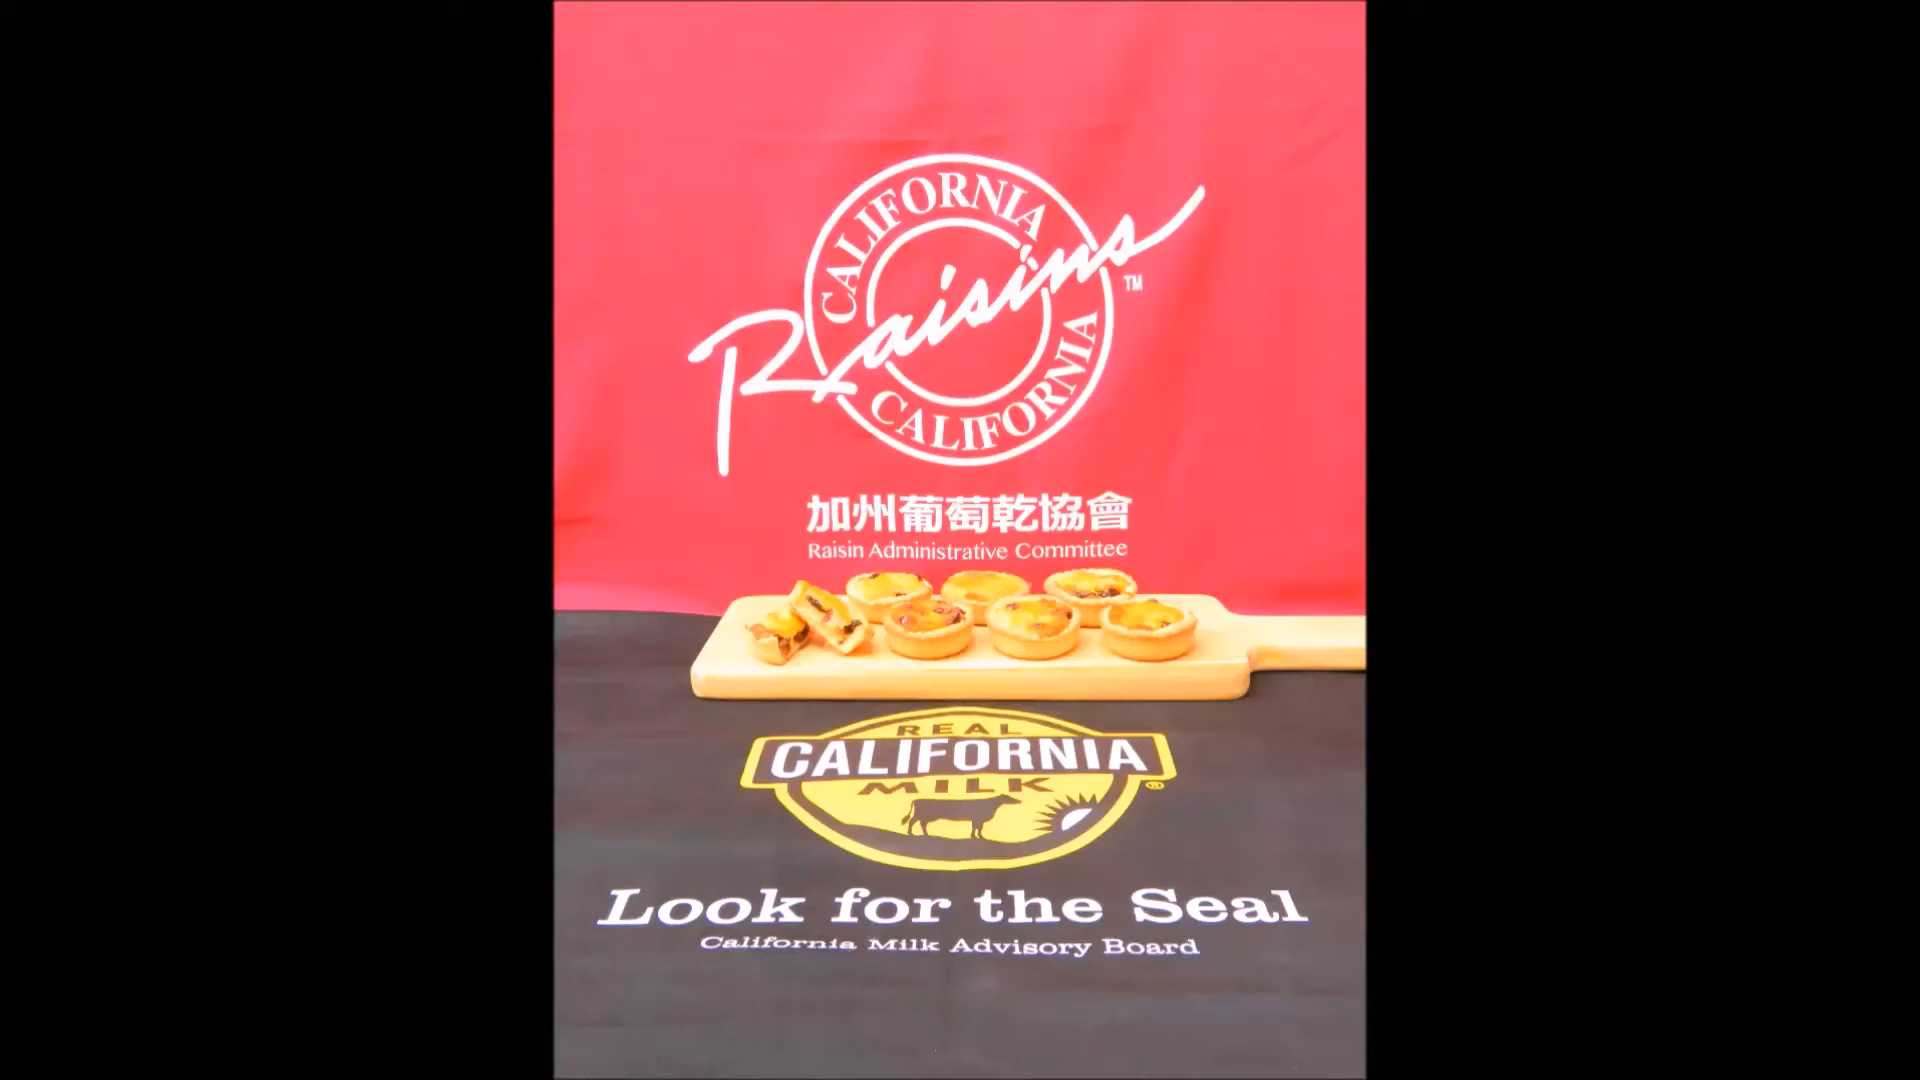 CALIFORNIA
Raisins
TM
CALIFORNIA
加州葡萄乾協會
Raisin Administrative Committee
REAL
CALIFORNIA
MILK
®
Look for the Seal
California Milk Advisory Board